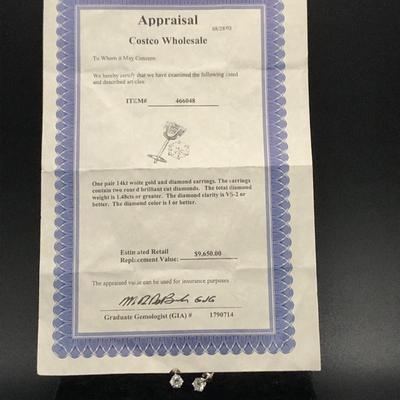 Appraisal
08/28/02
Costco Wholesale
To Whom it May Concern:
We hereby certify that we have examined the following listed
and described articles:
ITEM# 466048
One pair 14kt white gold and diamond earrings. The earrings
contain two round brilliant cut diamonds. The total diamond
weight is 1.48cts or greater. The diamond clarity is VS-2 or
better. The diamond color is I or better.
Estimated Retail
Replacement Value: $9,650.00
The appraised value can be used for insurance purposes
Graduate Gemologist (GIA) # 1790714